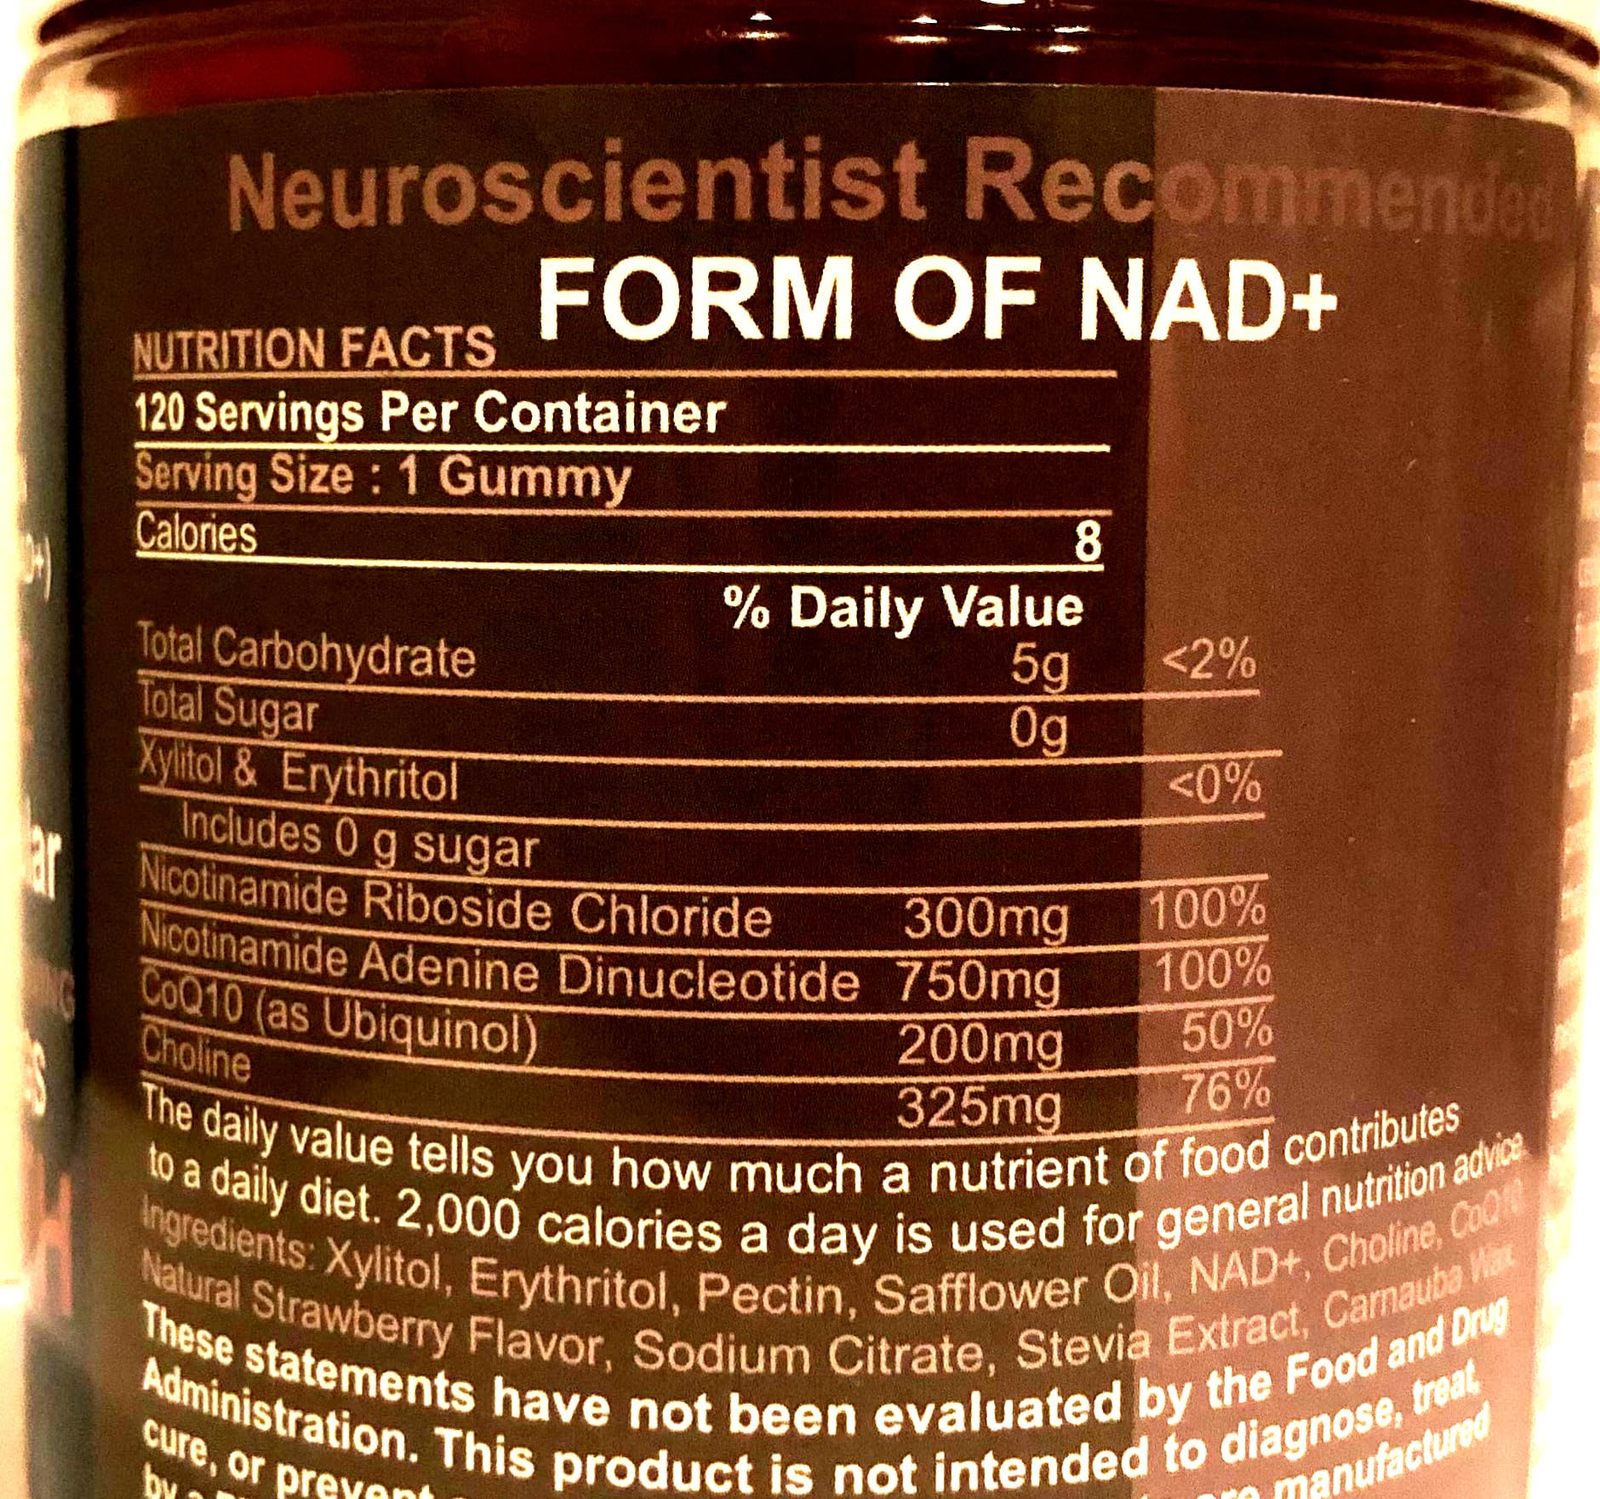 Neuroscientist Recommended
FORM OF NAD+
NUTRITION FACTS
120 Servings Per Container
Serving Size : 1 Gummy
Calories 8
% Daily Value
Total Carbohydrate 5g <2%
Total Sugar 0g
Xylitol & Erythritol <0%
Includes 0 g sugar
Nicotinamide Riboside Chloride 300mg 100%
Nicotinamide Adenine Dinucleotide 750mg 100%
CoQ10 (as Ubiquinol) 200mg 50%
Choline 325mg 76%
The daily value tells you how much a nutrient of food contributes
to a daily diet. 2,000 calories a day is used for general nutrition advice.
Ingredients: Xylitol, Erythritol, Pectin, Safflower Oil, NAD+, Choline, CoQ10
Natural Strawberry Flavor, Sodium Citrate, Stevia Extract, Carnauba Wax
These statements have not been evaluated by the Food and Drug
Administration. This product is not intended to diagnose, treat,
cure, or prevent
by manufactured